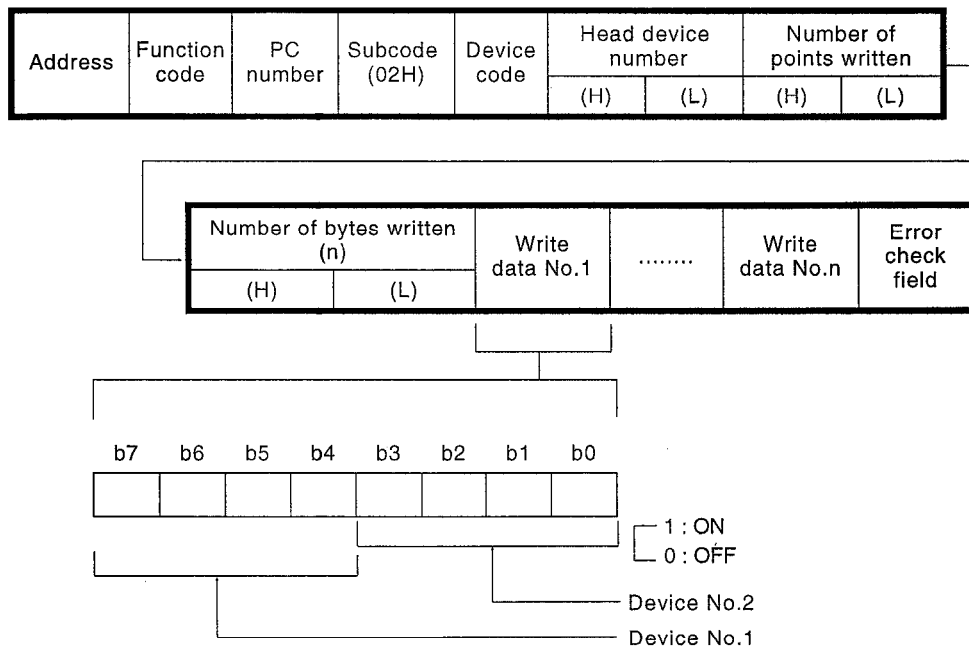 Address
Function
code
PC
number
Subcode
(02H)
Device
code
Head device
number
(H)
(L)
Number of
points written
(H)
(L)
Number of bytes written
(n)
(H)
(L)
Write
data No.1
........
Write
data No.n
Error
check
field
b7 b6 b5 b4 b3 b2 b1 b0
1 : ON
0 : OFF
Device No.2
Device No.1